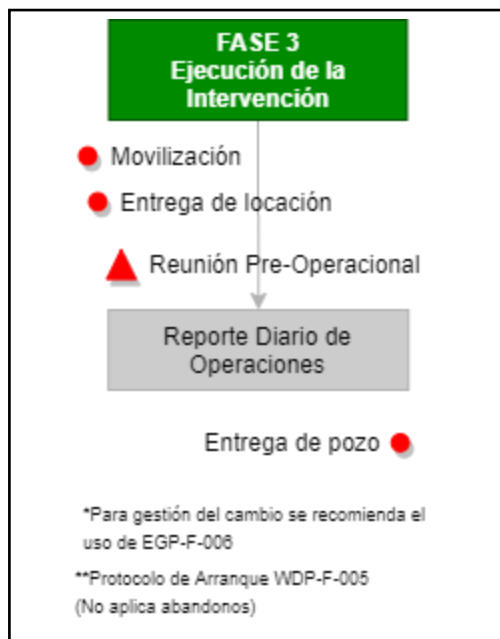 FASE 3
Ejecución de la
Intervención
Movilización
Entrega de locación
Reunión Pre-Operacional
Reporte Diario de
Operaciones
Entrega de pozo
*Para gestión del cambio se recomienda el
uso de EGP-F-006
**Protocolo de Arranque WDP-F-005
(No aplica abandonos)